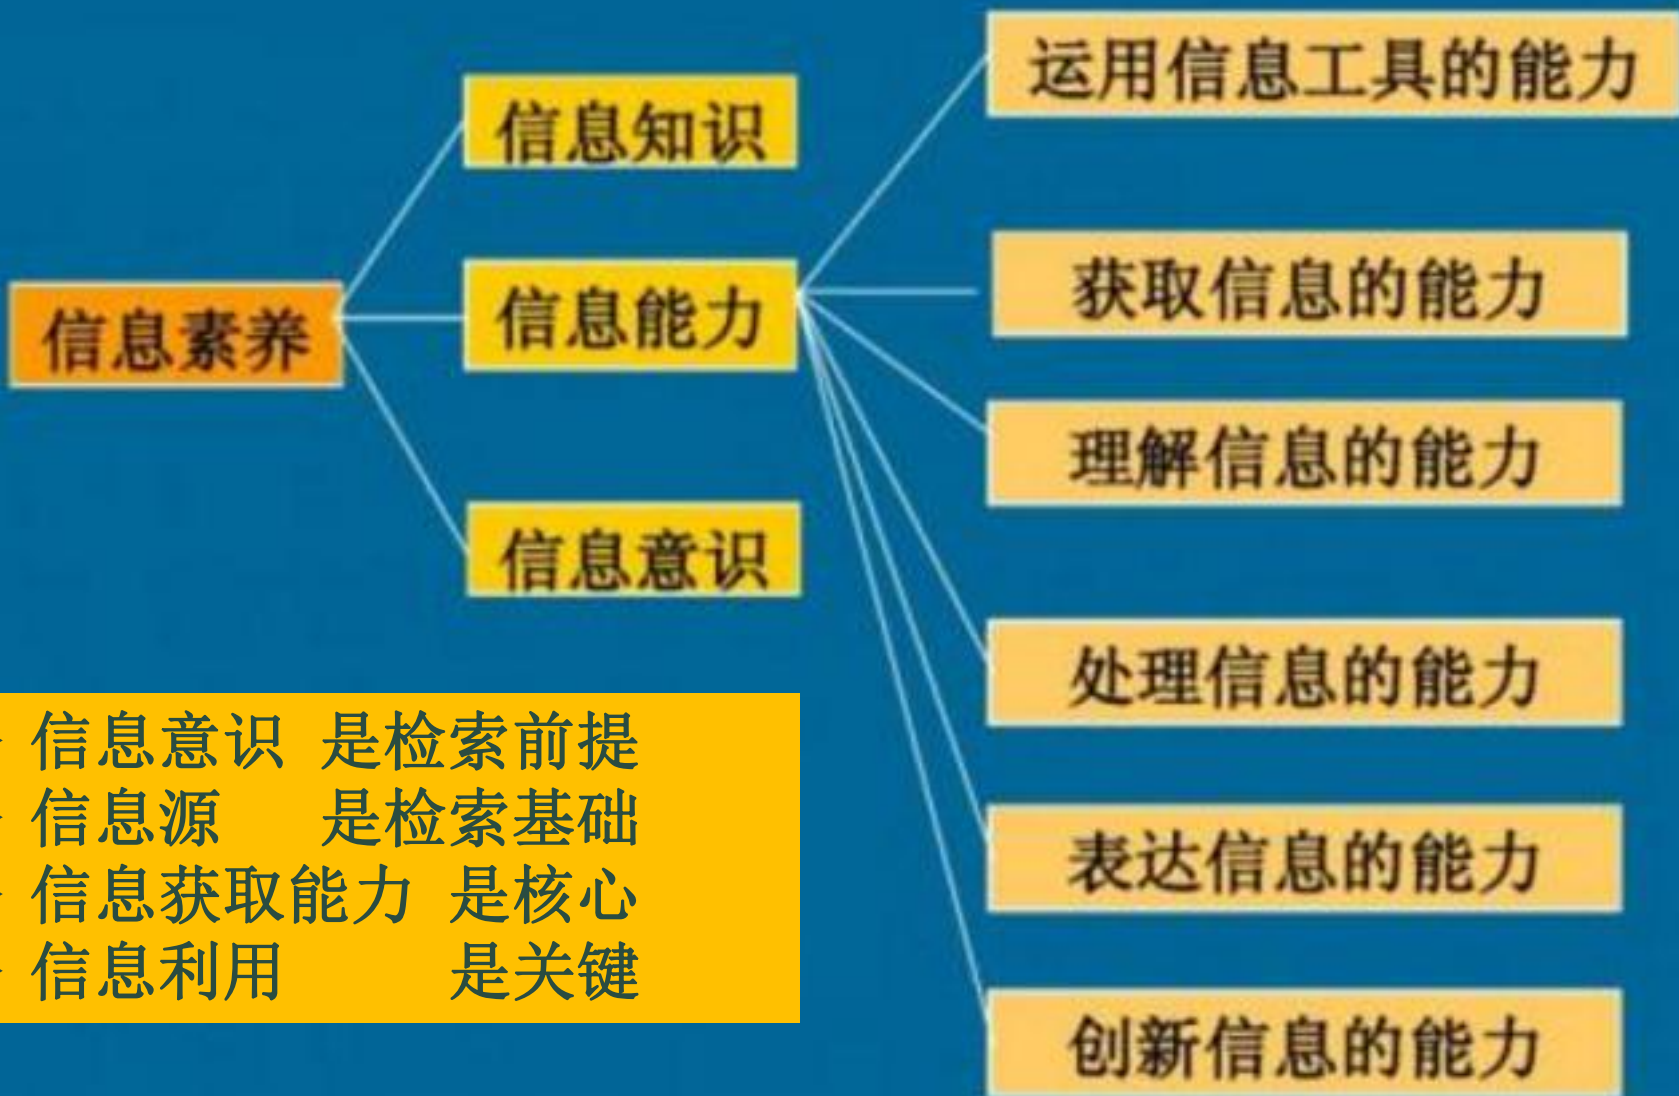 信息素养
信息知识
信息能力
信息意识
运用信息工具的能力
获取信息的能力
理解信息的能力
处理信息的能力
表达信息的能力
创新信息的能力
信息意识 是检索前提
信息源 是检索基础
信息获取能力 是核心
信息利用 是关键